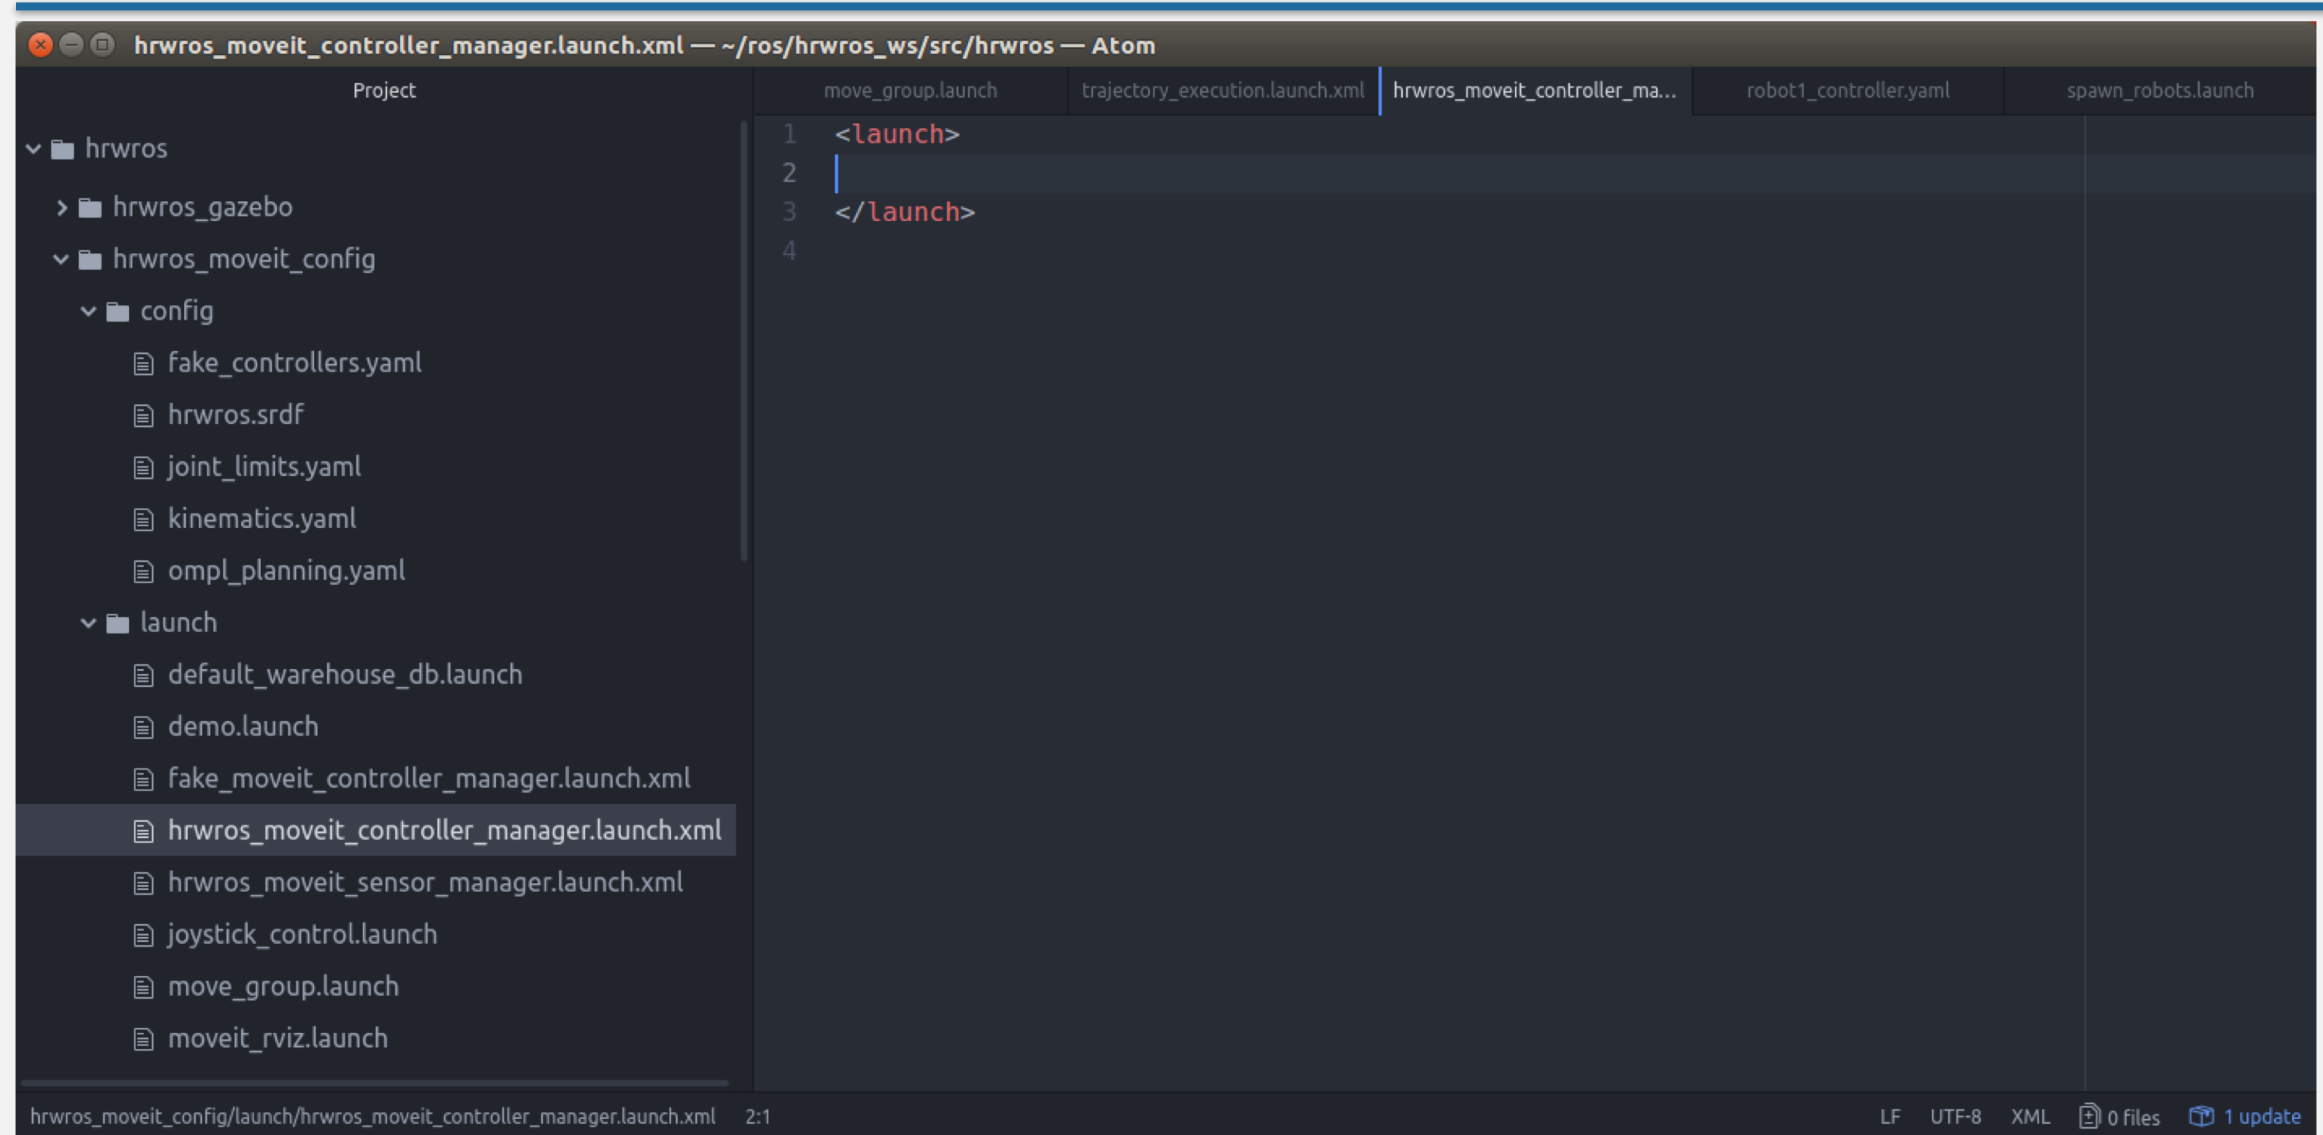 hrwros_moveit_controller_manager.launch.xml — ~/ros/hrwros_ws/src/hrwros — Atom
Project
move_group.launch
trajectory_execution.launch.xml
hrwros_moveit_controller_ma...
robot1_controller.yaml
spawn_robots.launch
hrwros
hrwros_gazebo
hrwros_moveit_config
config
fake_controllers.yaml
hrwros.srdf
joint_limits.yaml
kinematics.yaml
ompl_planning.yaml
launch
default_warehouse_db.launch
demo.launch
fake_moveit_controller_manager.launch.xml
hrwros_moveit_controller_manager.launch.xml
hrwros_moveit_sensor_manager.launch.xml
joystick_control.launch
move_group.launch
moveit_rviz.launch
1 <launch>
2
3 </launch>
4
hrwros_moveit_config/launch/hrwros_moveit_controller_manager.launch.xml 2:1
LF UTF-8 XML 0 files 1 update